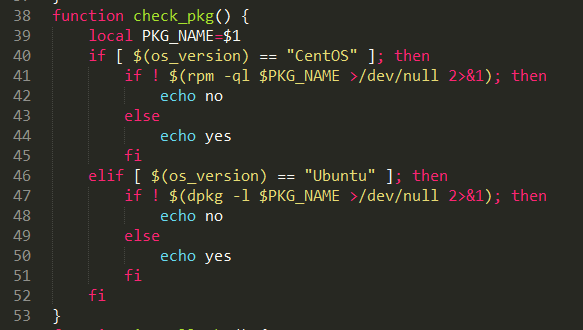 38 function check_pkg() {
39     local PKG_NAME=$1
40     if [ $(os_version) == "CentOS" ]; then
41         if ! $(rpm -ql $PKG_NAME >/dev/null 2>&1); then
42             echo no
43         else
44             echo yes
45         fi
46     elif [ $(os_version) == "Ubuntu" ]; then
47         if ! $(dpkg -l $PKG_NAME >/dev/null 2>&1); then
48             echo no
49         else
50             echo yes
51         fi
52     fi
53 }